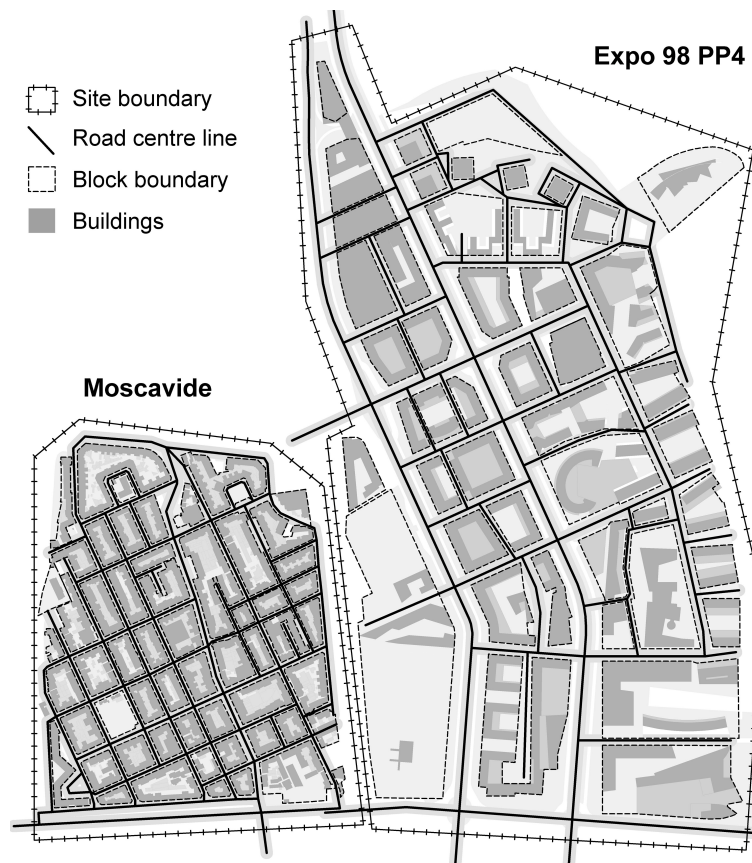 Expo 98 PP4
Site boundary
Road centre line
Block boundary
Buildings
Moscavide